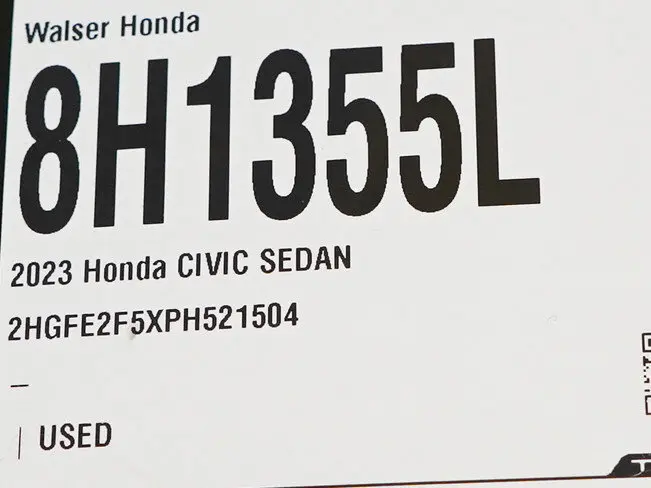 Walser Honda
8H1355L
2023 Honda CIVIC SEDAN
2HGFE2F5XPH521504
–
| USED